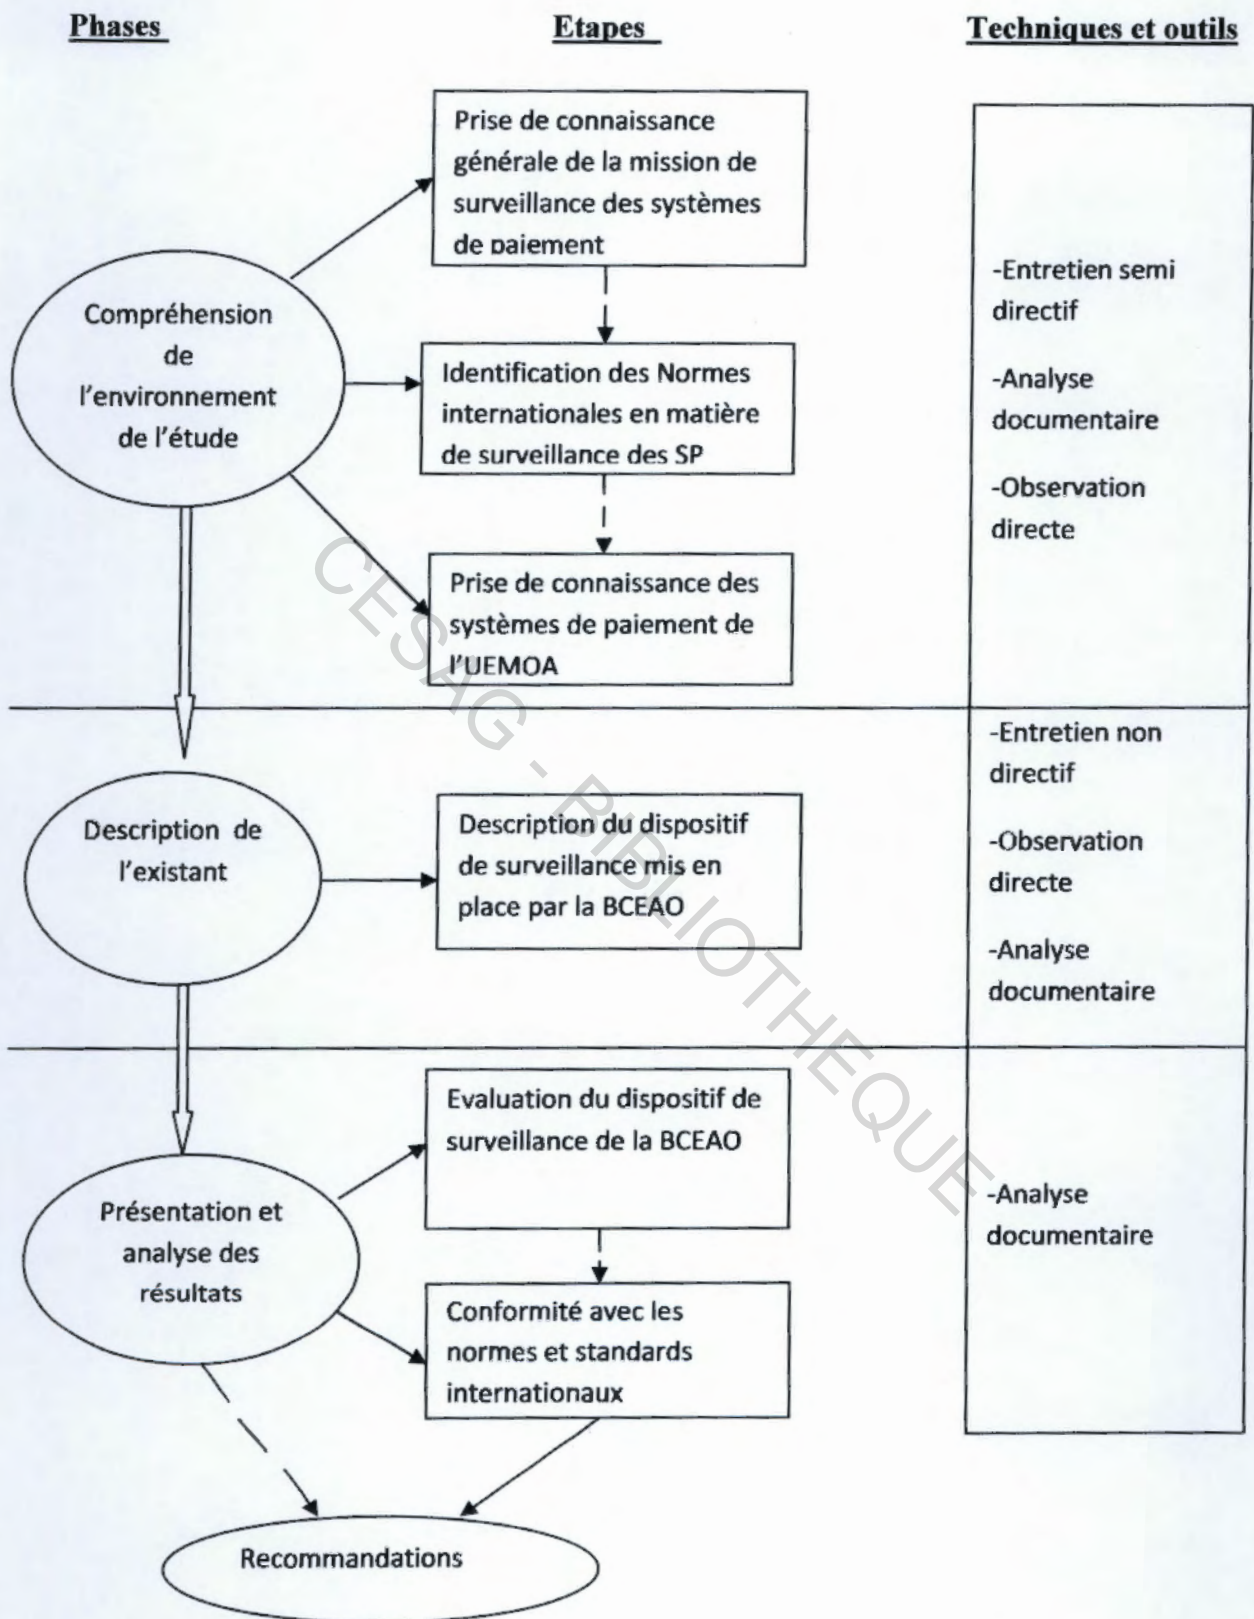 Phases
Etapes
Techniques et outils
Prise de connaissance
générale de la mission de
surveillance des systèmes
de paiement
Compréhension
de
l'environnement
de l'étude
Identification des Normes
internationales en matière
de surveillance des SP
Prise de connaissance des
systèmes de paiement de
l'UEMOA
-Entretien semi
directif
-Analyse
documentaire
-Observation
directe
Description de
l'existant
Description du dispositif
de surveillance mis en
place par la BCEAO
-Entretien non
directif
-Observation
directe
-Analyse
documentaire
Présentation et
analyse des
résultats
Evaluation du dispositif de
surveillance de la BCEAO
Conformité avec les
normes et standards
internationaux
-Analyse
documentaire
Recommandations
CESAG - BIBLIOTHEQUE